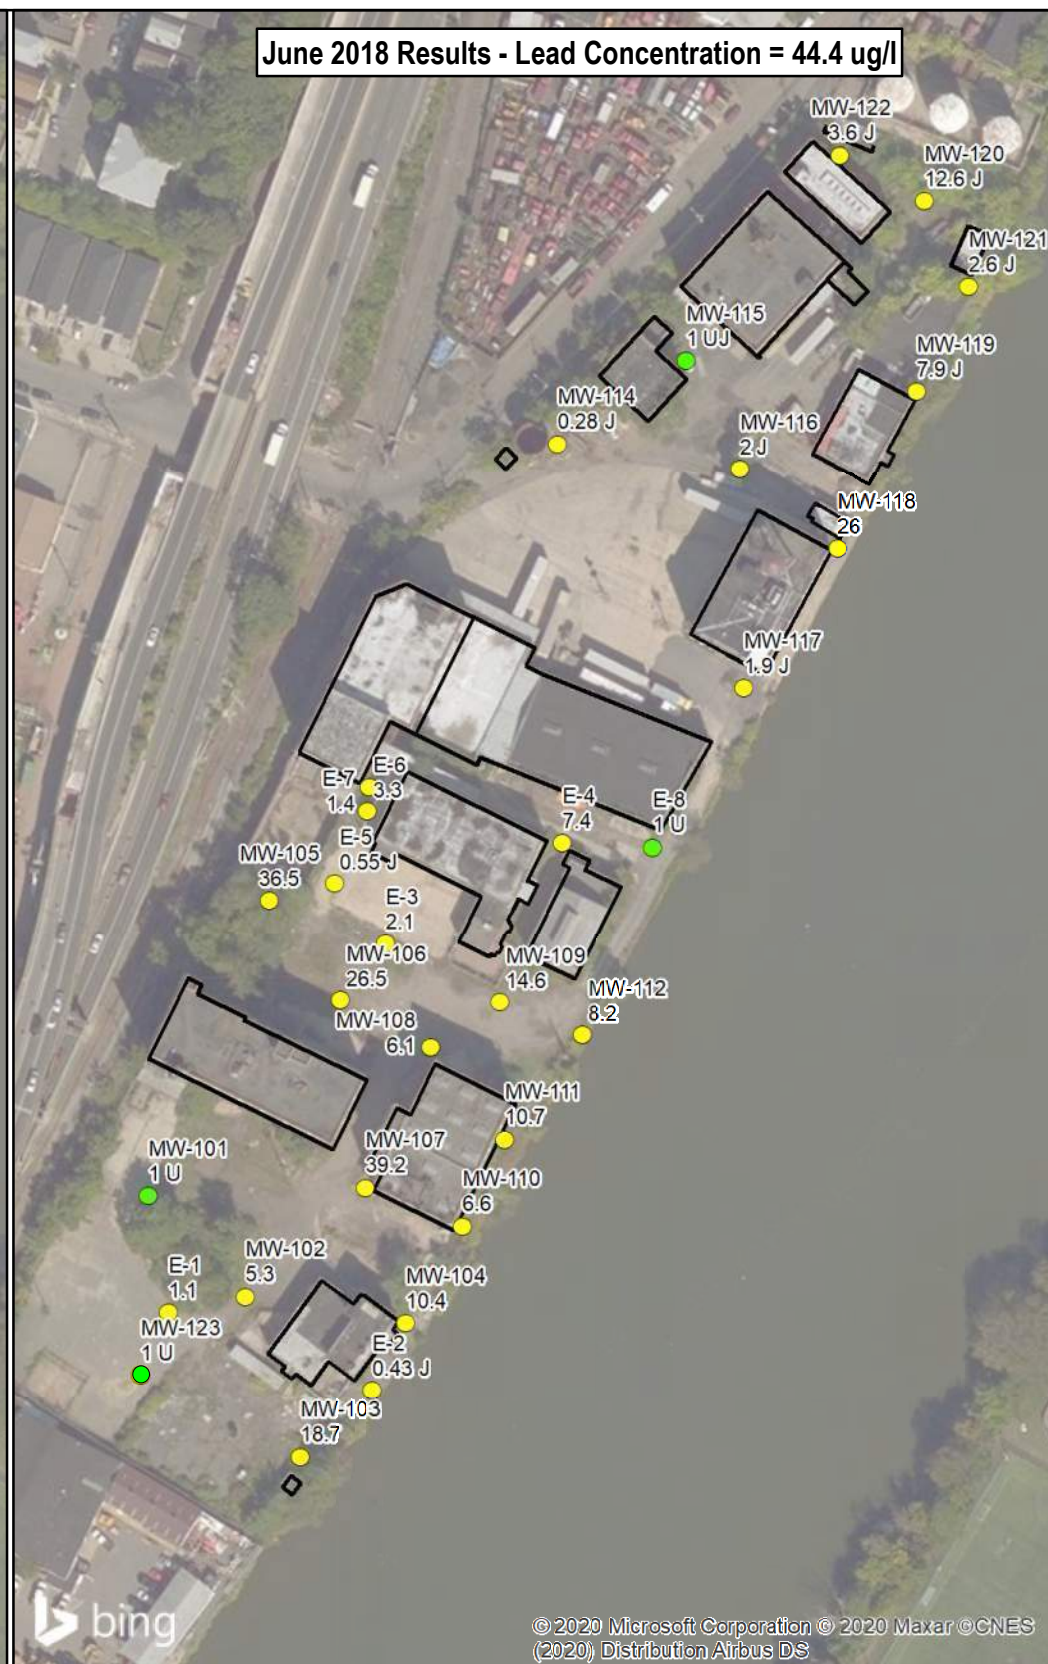 June 2018 Results - Lead Concentration = 44.4 ug/l
MW-122
3.6 J
MW-120
12.6 J
MW-121
2.6 J
MW-115
1 UJ
MW-119
7.9 J
MW-114
0.28 J
MW-116
2 J
MW-118
26
MW-117
1.9 J
E-6
3.3
E-7
1.4
E-4
7.4
E-8
1 U
E-5
0.55 J
MW-105
36.5
E-3
2.1
MW-106
26.5
MW-109
14.6
MW-112
8.2
MW-108
6.1
MW-111
10.7
MW-107
39.2
MW-101
1 U
MW-110
6.6
MW-102
5.3
E-1
1.1
MW-104
10.4
MW-123
1 U
E-2
0.43 J
MW-103
18.7
bing
© 2020 Microsoft Corporation © 2020 Maxar ©CNES
(2020) Distribution Airbus DS